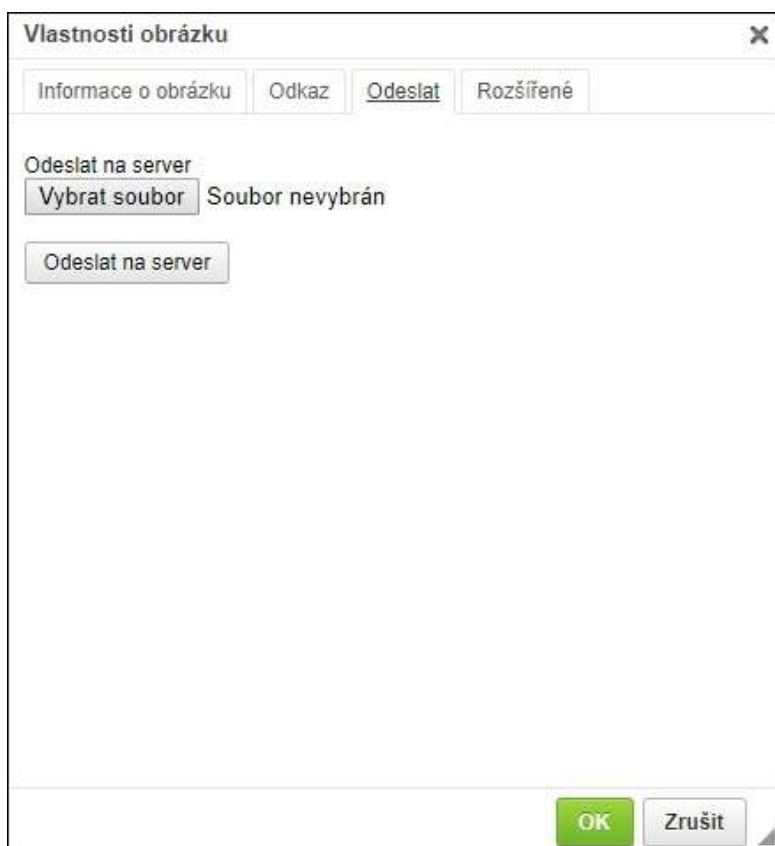 Vlastnosti obrázku
Informace o obrázku Odkaz Odeslat Rozšířené
Odeslat na server
Vybrat soubor Soubor nevybrán
Odeslat na server
OK Zrušit